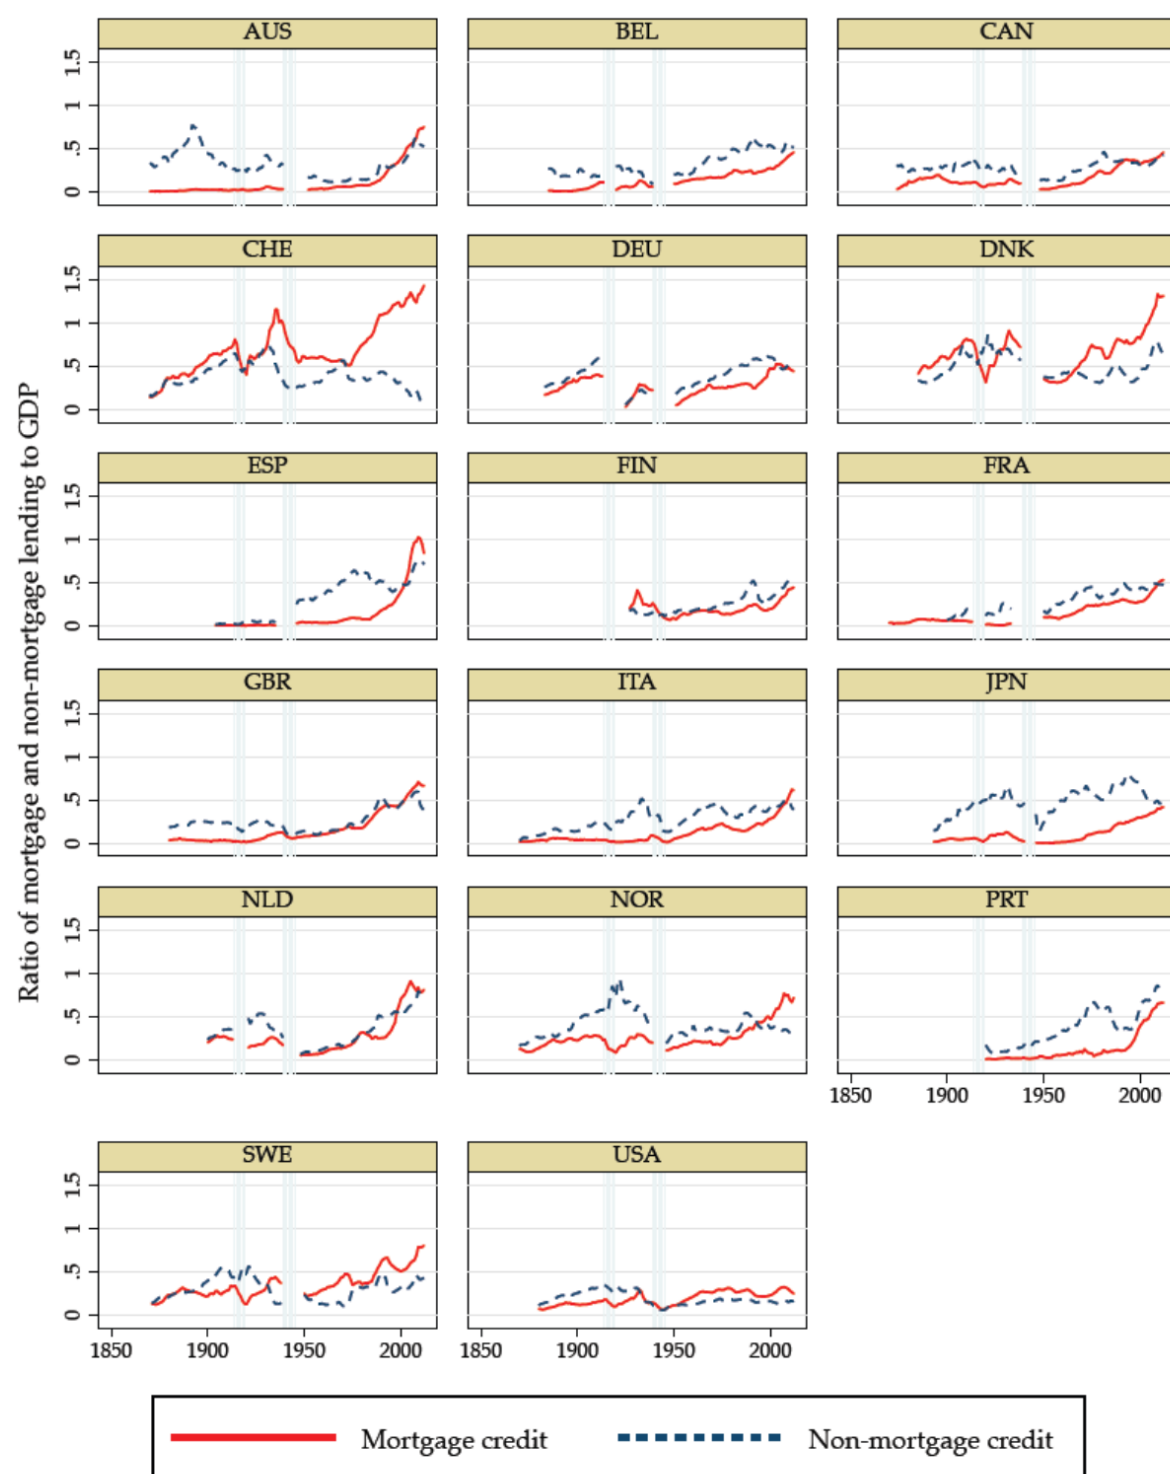 Ratio of mortgage and non-mortgage lending to GDP
AUS BEL CAN
1.5
1
.5
0
CHE DEU DNK
1.5
1
.5
0
ESP FIN FRA
1.5
1
.5
0
GBR ITA JPN
1.5
1
.5
0
NLD NOR PRT
1.5
1
.5
0
1850 1900 1950 2000
SWE USA
1.5
1
.5
0
1850 1900 1950 2000 1850 1900 1950 2000
Mortgage credit Non-mortgage credit